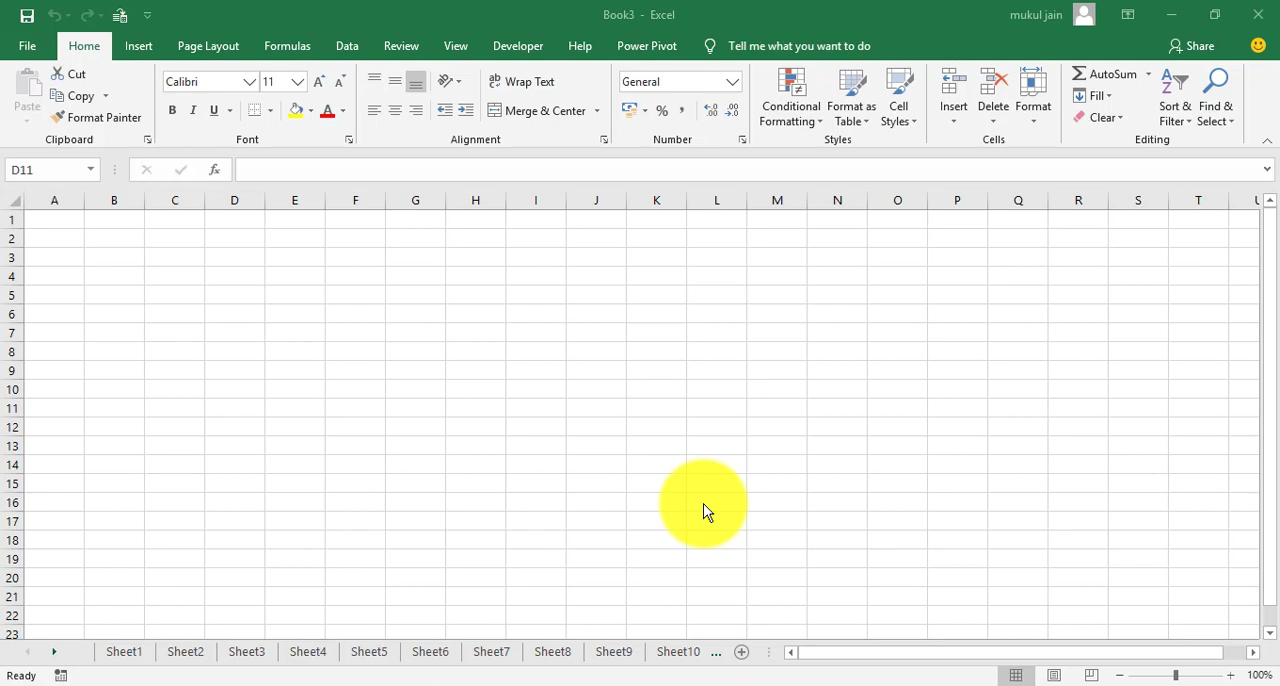 Book3 - Excel
mukul jain
File Home Insert Page Layout Formulas Data Review View Developer Help Power Pivot Tell me what you want to do Share
Paste
Cut
Copy
Format Painter
Clipboard
Calibri 11
B I U
Font
Wrap Text
Merge & Center
Alignment
General
Number
Conditional Formatting
Format as Table
Cell Styles
Styles
Insert Delete Format
Cells
AutoSum
Fill
Clear
Sort & Filter
Find & Select
Editing
D11
fx
A B C D E F G H I J K L M N O P Q R S T U
1
2
3
4
5
6
7
8
9
10
11
12
13
14
15
16
17
18
19
20
21
22
23
Sheet1 Sheet2 Sheet3 Sheet4 Sheet5 Sheet6 Sheet7 Sheet8 Sheet9 Sheet10 ...
Ready
100%